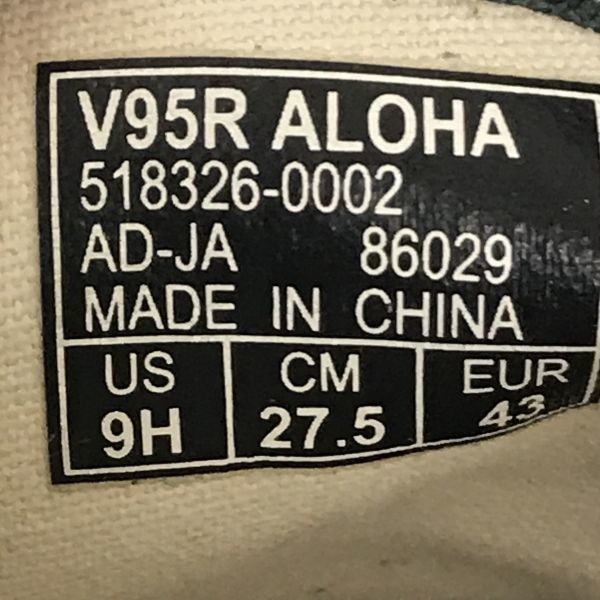 V95R ALOHA
518326-0002
AD-JA 86029
MADE IN CHINA
US CM EUR
9H 27.5 43